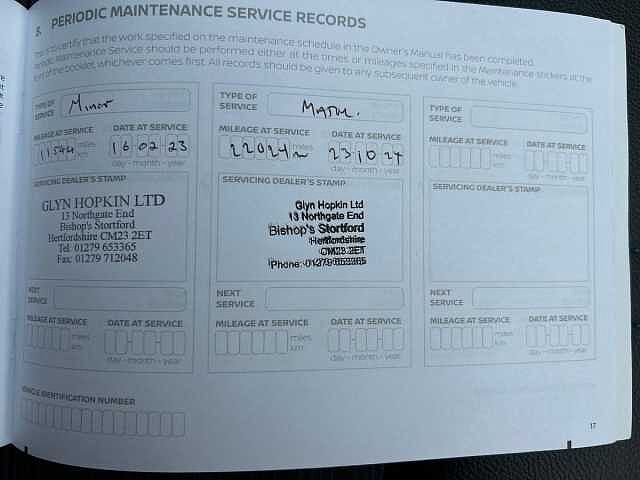 3. PERIODIC MAINTENANCE SERVICE RECORDS
This is to certify that the work specified on the maintenance schedule in the Owner's Manual has been completed.
Periodic Maintenance Service should be performed either at the times or mileages specified in the Maintenance stickers at the
of the booklet, whichever comes first. All records should be given to any subsequent owner of the vehicle.
TYPE OF SERVICE Minor
MILEAGE AT SERVICE DATE AT SERVICE
11544 miles km 16-02-23
day - month - year
SERVICING DEALER'S STAMP
GLYN HOPKIN LTD
13 Northgate End
Bishop's Stortford
Hertfordshire CM23 2ET
Tel: 01279 653365
Fax: 01279 712048
NEXT SERVICE
MILEAGE AT SERVICE DATE AT SERVICE
miles km
day - month - year
TYPE OF SERVICE
MILEAGE AT SERVICE DATE AT SERVICE
22024 miles 23 10 24
day - month - year
SERVICING DEALER'S STAMP
Glyn Hopkin Ltd
13 Northgate End
Bishop's Stortford
Hertfordshire
CM23 2ET
Phone: 01279 653365
NEXT SERVICE
MILEAGE AT SERVICE DATE AT SERVICE
miles km
day - month - year
TYPE OF SERVICE
MILEAGE AT SERVICE DATE AT SERVICE
miles km
day - month - year
SERVICING DEALER'S STAMP
NEXT SERVICE
MILEAGE AT SERVICE DATE AT SERVICE
miles km
day - month - year
VEHICLE IDENTIFICATION NUMBER
17